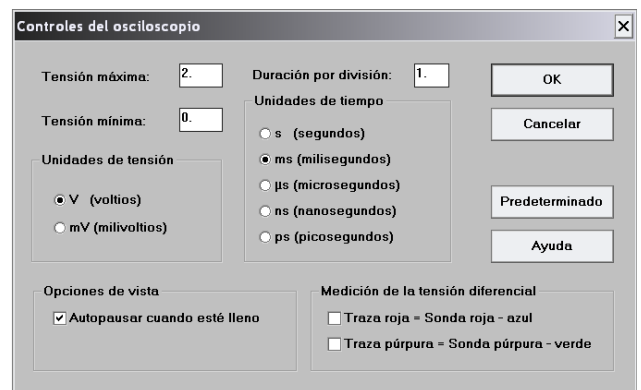 Controles del osciloscopio
Tensión máxima: 2.
Duración por división: 1.
OK
Tensión mínima: 0.
Unidades de tiempo
Cancelar
s (segundos)
Unidades de tensión
ms (milisegundos)
V (voltios)
µs (microsegundos)
Predeterminado
mV (milivoltios)
ns (nanosegundos)
ps (picosegundos)
Ayuda
Opciones de vista
Autopausar cuando esté lleno
Medición de la tensión diferencial
Traza roja = Sonda roja - azul
Traza púrpura = Sonda púrpura - verde